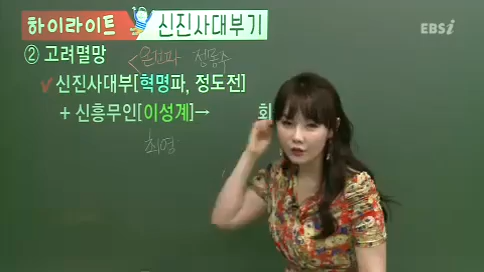 하이라이트 신진사대부기
EBSi
② 고려멸망 < 온건파 정몽주
✔신진사대부[혁명파, 정도전]
+ 신흥무인[이성계]→ 회
최영